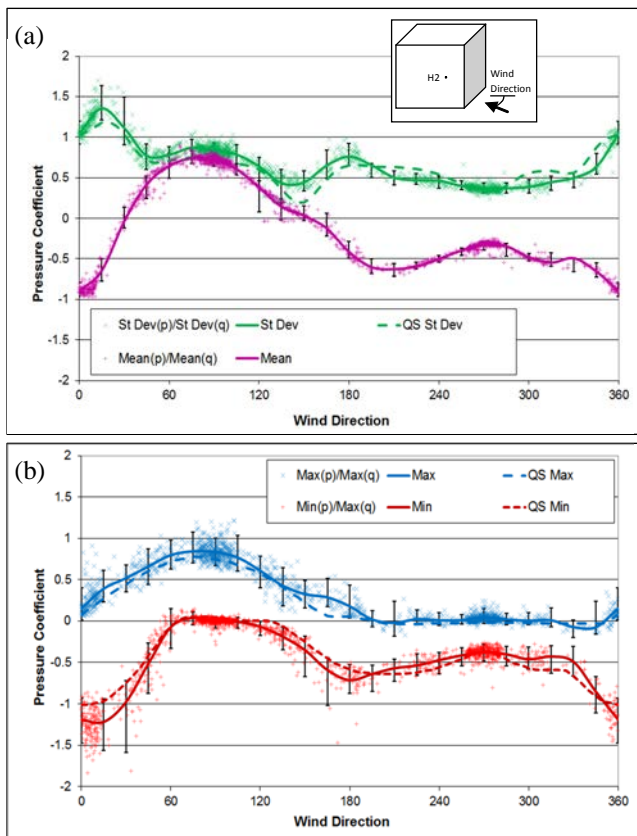 (a)
H2
Wind
Direction
2
1.5
1
0.5
0
-0.5
-1
-1.5
-2
Pressure Coefficient
St Dev(p)/St Dev(q) St Dev QS St Dev
Mean(p)/Mean(q) Mean
0 60 120 180 240 300 360
Wind Direction
(b)
2
1.5
1
0.5
0
-0.5
-1
-1.5
-2
Pressure Coefficient
Max(p)/Max(q) Max QS Max
Min(p)/Max(q) Min QS Min
0 60 120 180 240 300 360
Wind Direction